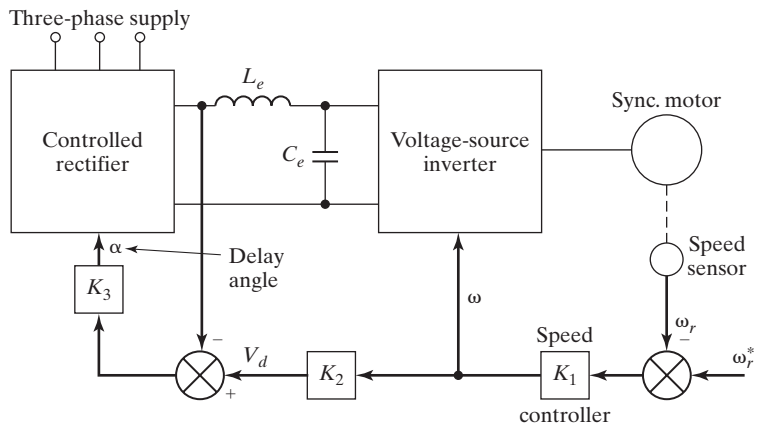 Three-phase supply
Controlled
rectifier
L_e
C_e
Voltage-source
inverter
Sync. motor
Speed
sensor
α
Delay
angle
K_3
ω
ω_r
−
ω_r^*
Speed
K_1
controller
K_2
V_d
−
+